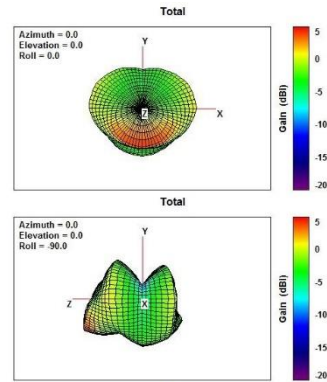 Total
Azimuth = 0.0
Elevation = 0.0
Roll = 0.0
Y
X
Z
Gain (dBi)
5
0
-5
-10
-15
-20
Total
Azimuth = 0.0
Elevation = 0.0
Roll = -90.0
Y
Z
X
Gain (dBi)
5
0
-5
-10
-15
-20